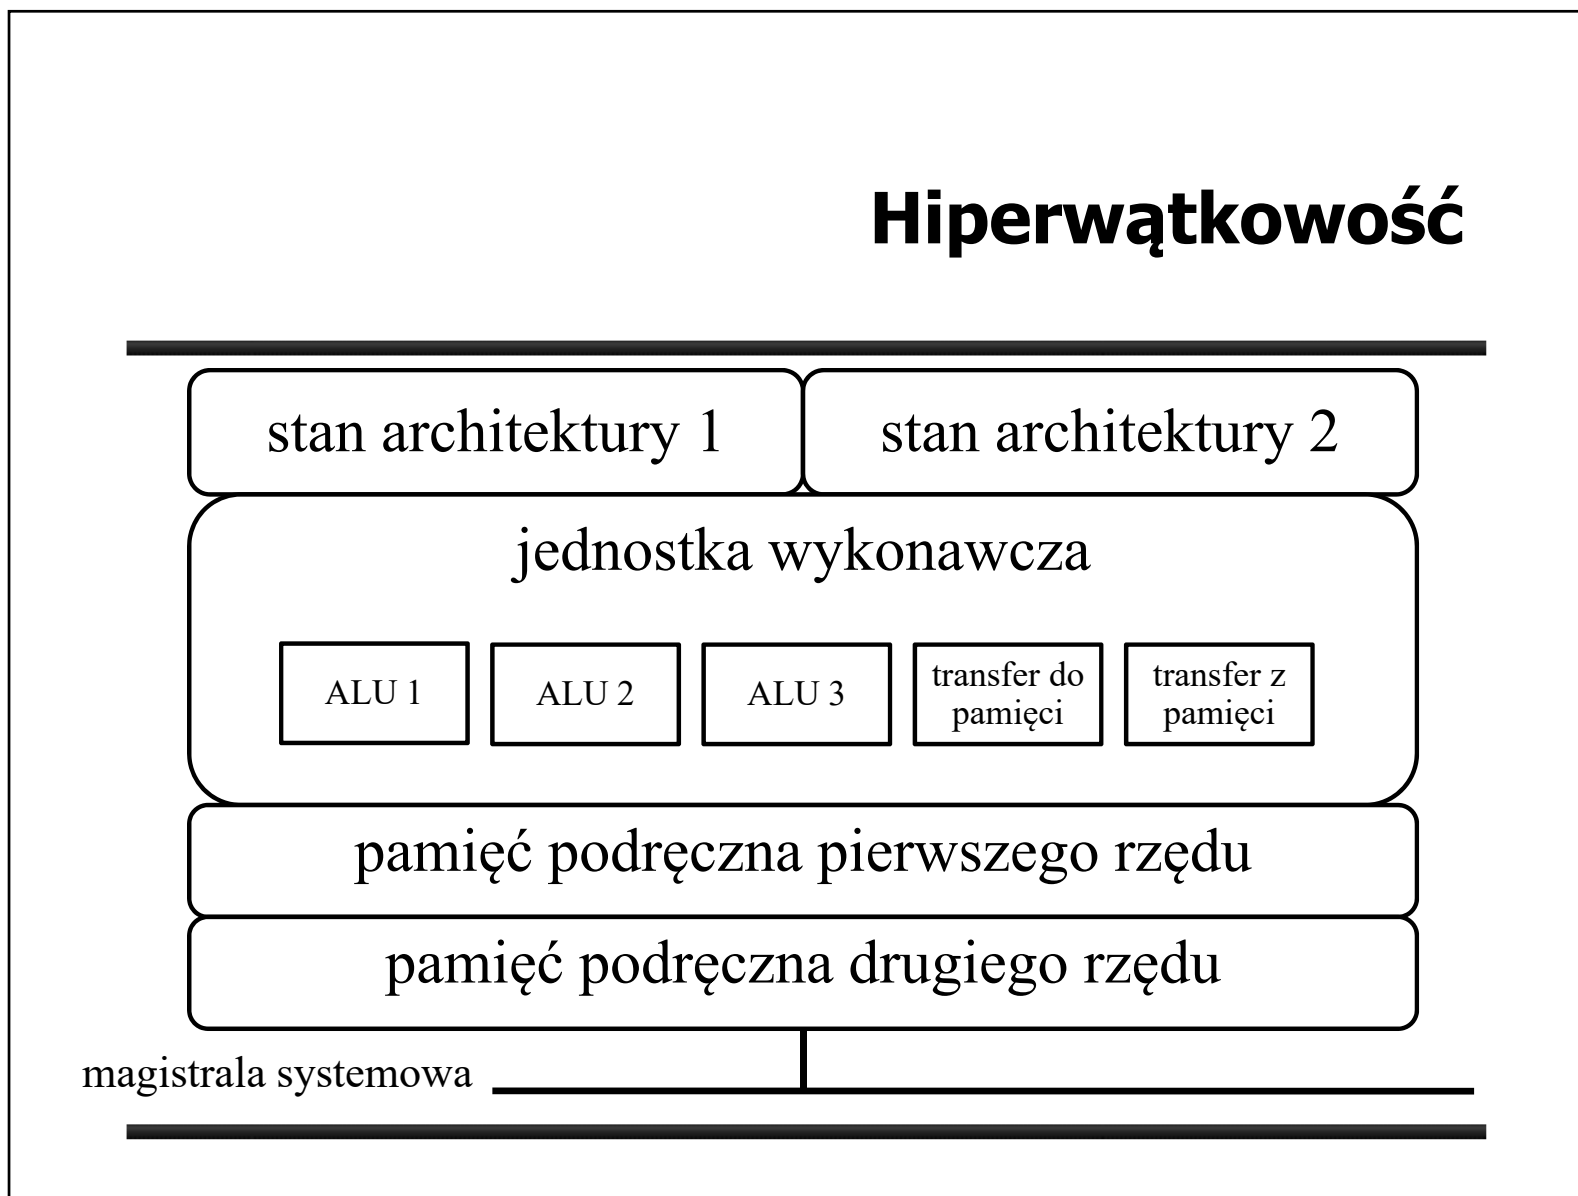 Hiperwątkowość
stan architektury 1
stan architektury 2
jednostka wykonawcza
ALU 1
ALU 2
ALU 3
transfer do
pamięci
transfer z
pamięci
pamięć podręczna pierwszego rzędu
pamięć podręczna drugiego rzędu
magistrala systemowa